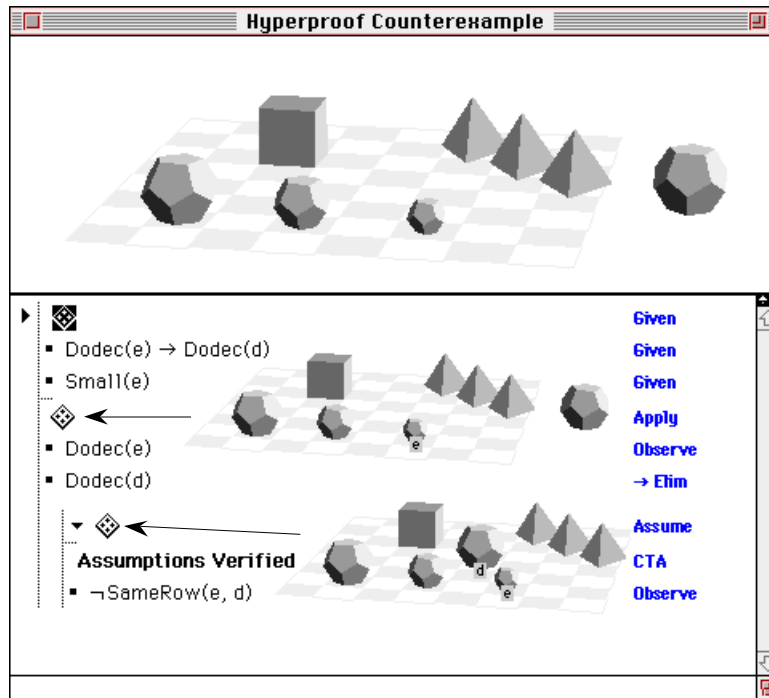 Hyperproof Counterexample
Given
Dodec(e) → Dodec(d) Given
Small(e) Given
Apply
e
Dodec(e) Observe
Dodec(d) → Elim
Assume
Assumptions Verified CTA
d
e
¬SameRow(e, d) Observe